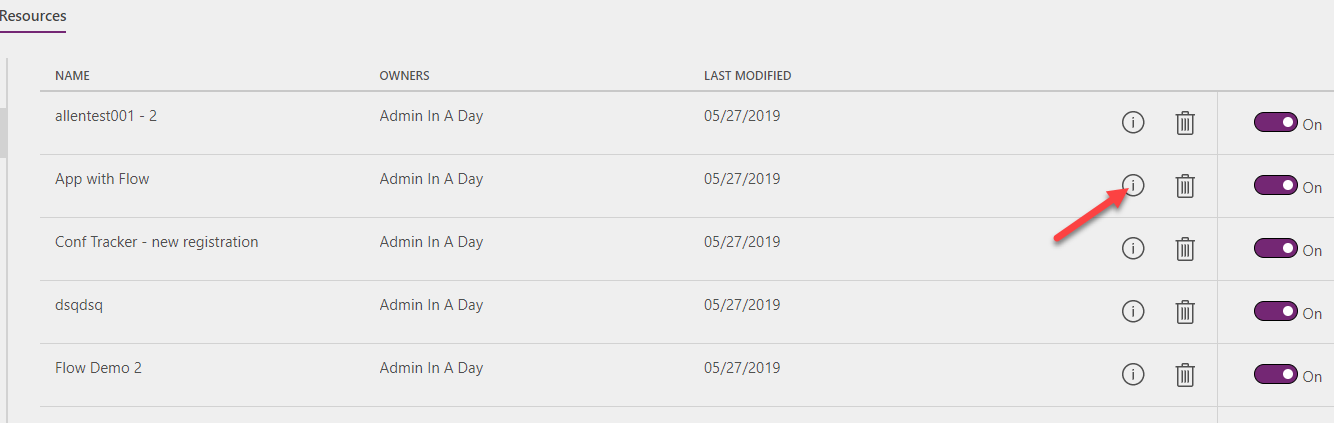 Resources
NAME OWNERS LAST MODIFIED
allentest001 - 2 Admin In A Day 05/27/2019 On
App with Flow Admin In A Day 05/27/2019 On
Conf Tracker - new registration Admin In A Day 05/27/2019 On
dsqdsq Admin In A Day 05/27/2019 On
Flow Demo 2 Admin In A Day 05/27/2019 On